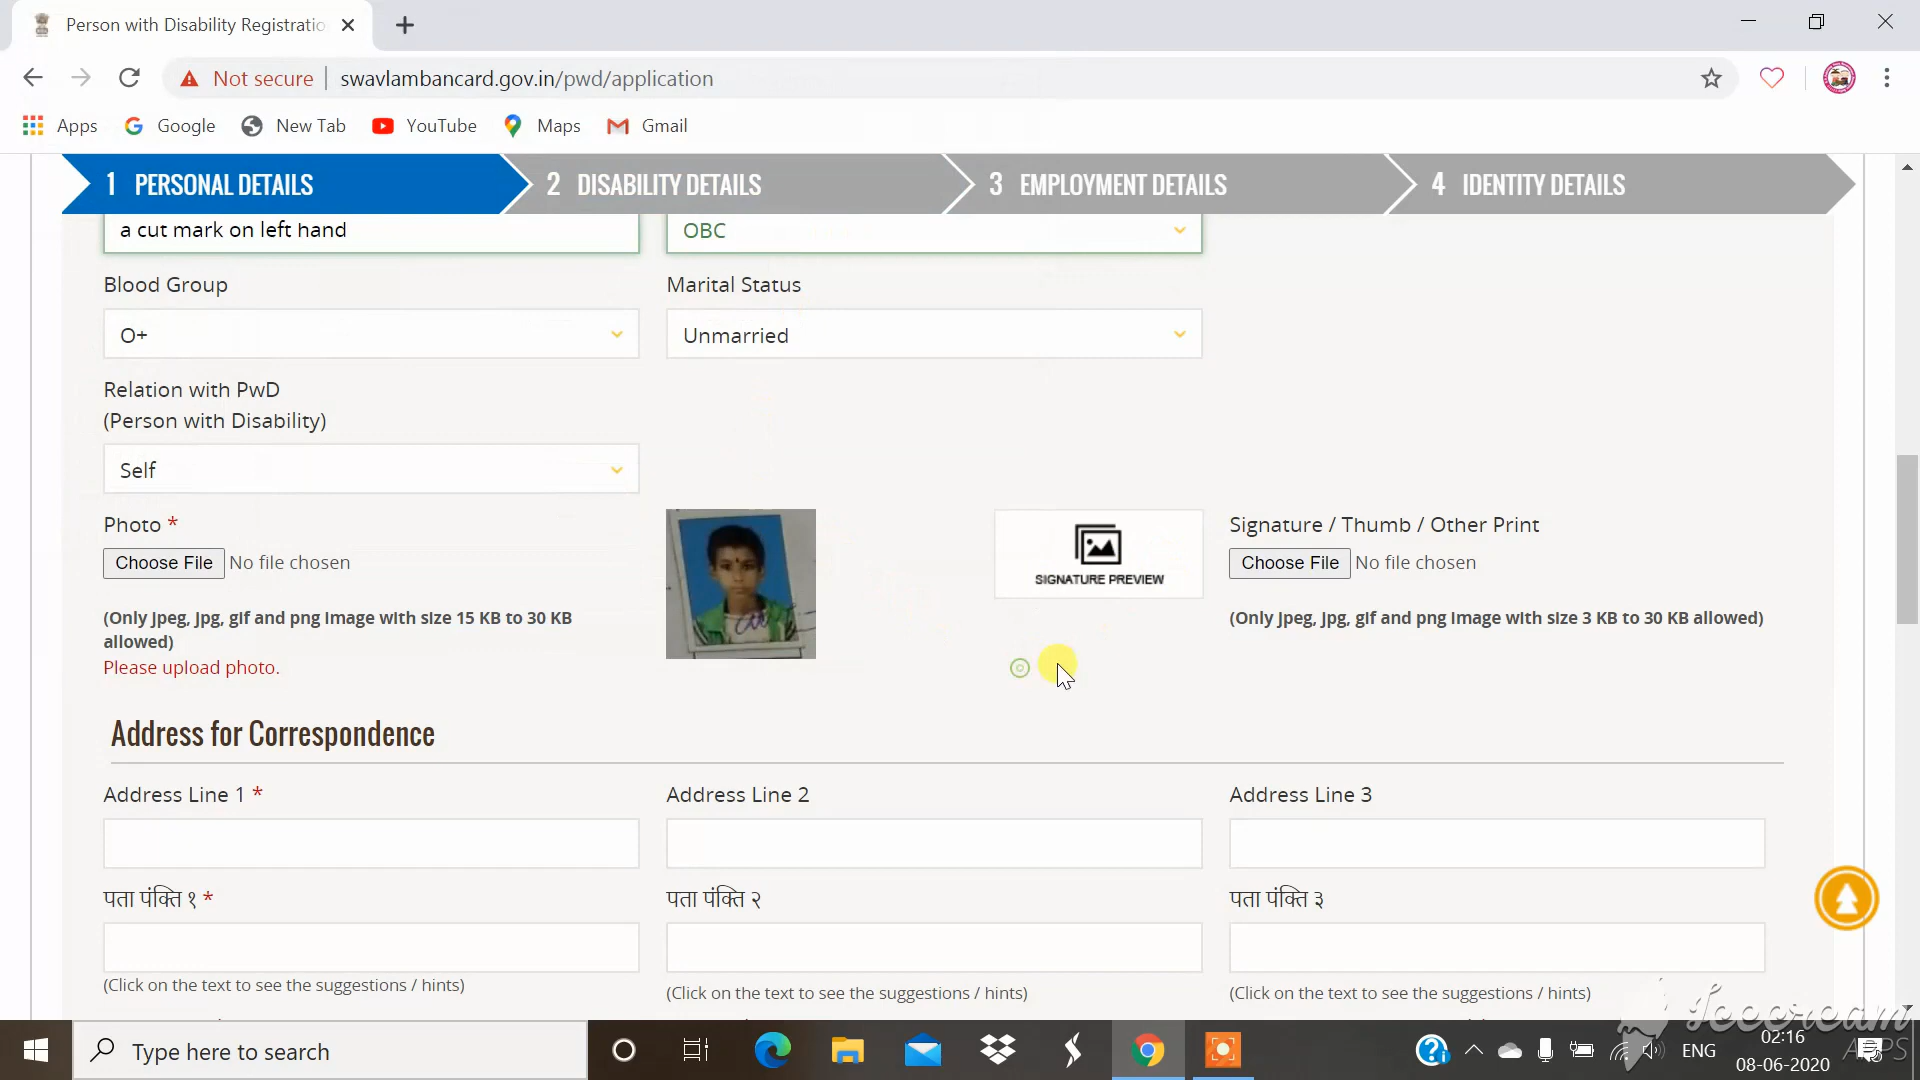 Person with Disability Registratio
Not secure
swavlambancard.gov.in/pwd/application
Apps
Google
New Tab
YouTube
Maps
Gmail
1 PERSONAL DETAILS
2 DISABILITY DETAILS
3 EMPLOYMENT DETAILS
4 IDENTITY DETAILS
a cut mark on left hand
OBC
Blood Group
Marital Status
O+
Unmarried
Relation with PwD
(Person with Disability)
Self
Photo *
Choose File No file chosen
(Only jpeg, jpg, gif and png image with size 15 KB to 30 KB
allowed)
Please upload photo.
SIGNATURE PREVIEW
Signature / Thumb / Other Print
Choose File No file chosen
(Only jpeg, jpg, gif and png image with size 3 KB to 30 KB allowed)
Address for Correspondence
Address Line 1 *
Address Line 2
Address Line 3
पता पंक्ति १ *
पता पंक्ति २
पता पंक्ति ३
(Click on the text to see the suggestions / hints)
(Click on the text to see the suggestions / hints)
(Click on the text to see the suggestions / hints)
Icecream
APPS
Type here to search
ENG
02:16
08-06-2020